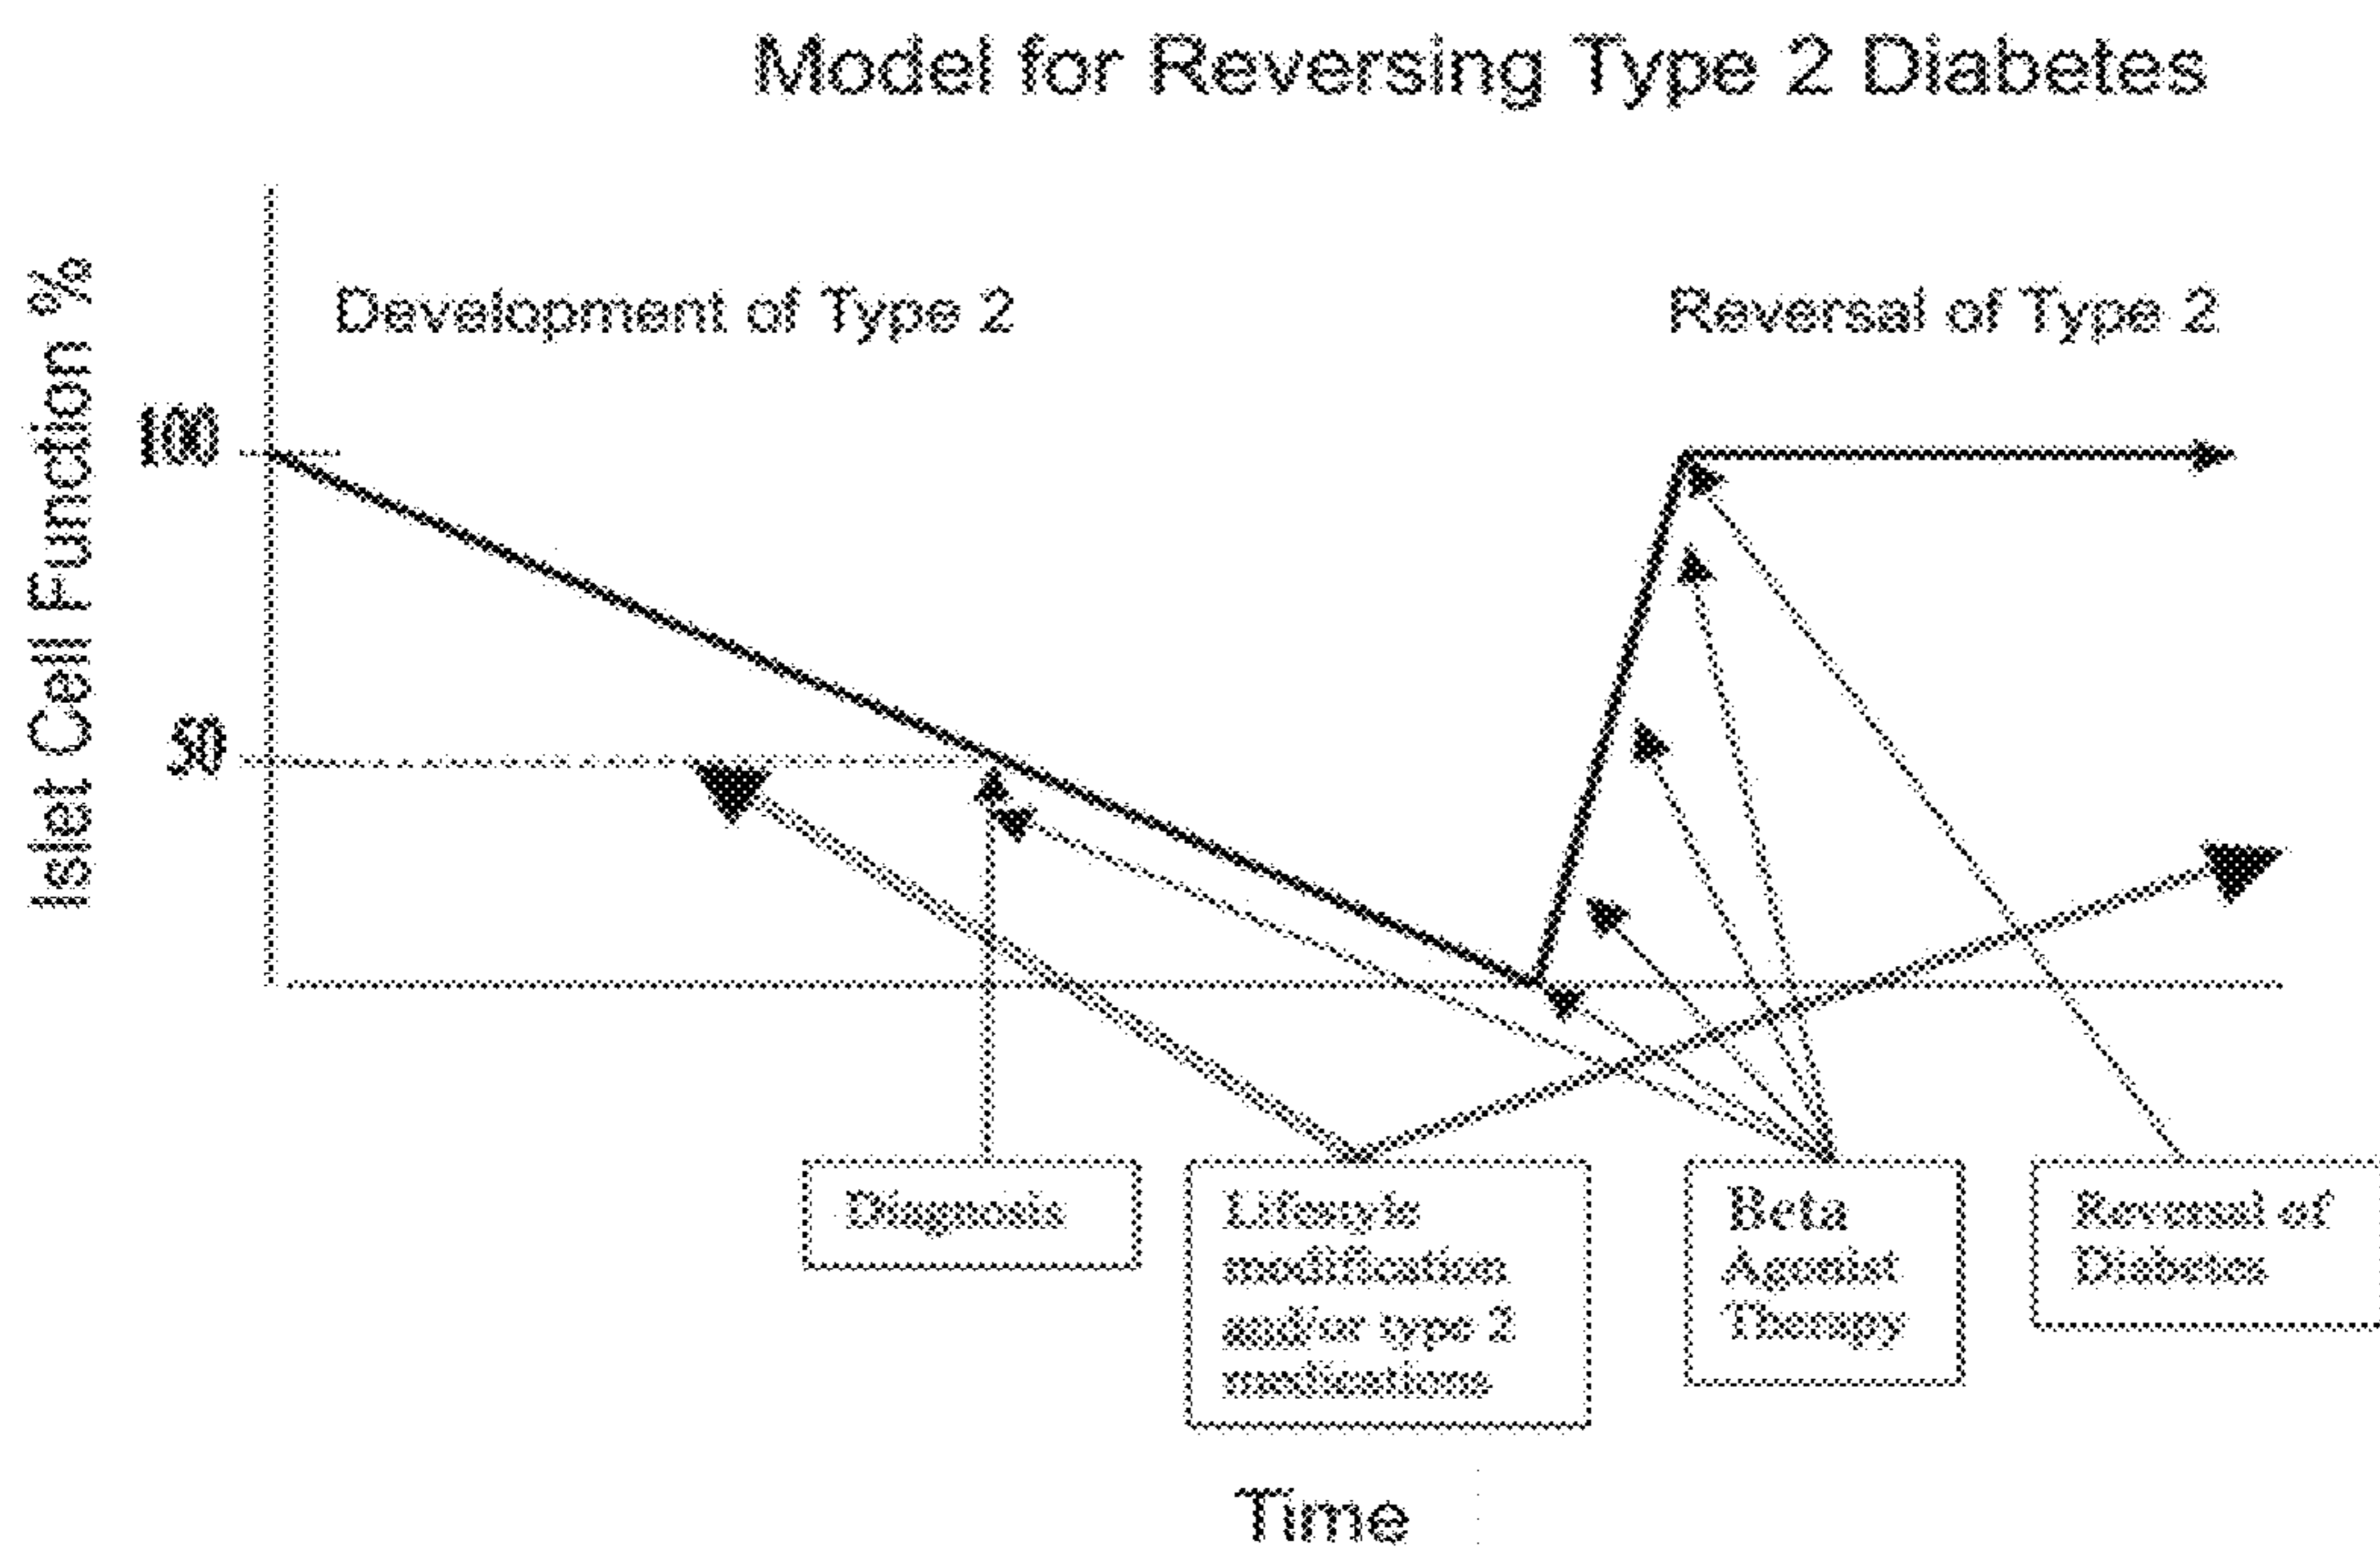 Model for Reversing Type 2 Diabetes
Islet Cell Function %
Development of Type 2
Reversal of Type 2
100
50
Diagnosis
Lifestyle
modification
and/or type 2
medications
Beta
Agonist
Therapy
Reversal of
Diabetes
Time